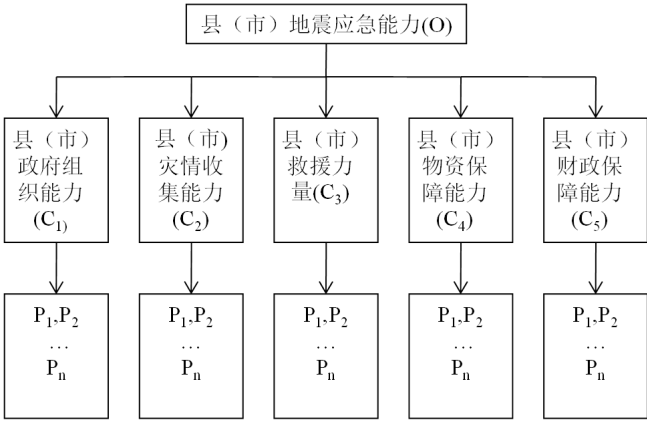 县（市）地震应急能力(O)
县（市）
政府组
织能力
(C1)
县（市)
灾情收
集能力
(C2)
县（市）
救援力
量(C3)
县（市）
物资保
障能力
(C4)
县（市）
财政保
障能力
(C5)
P1,P2
…
Pn
P1,P2
…
Pn
P1,P2
…
Pn
P1,P2
…
Pn
P1,P2
…
Pn